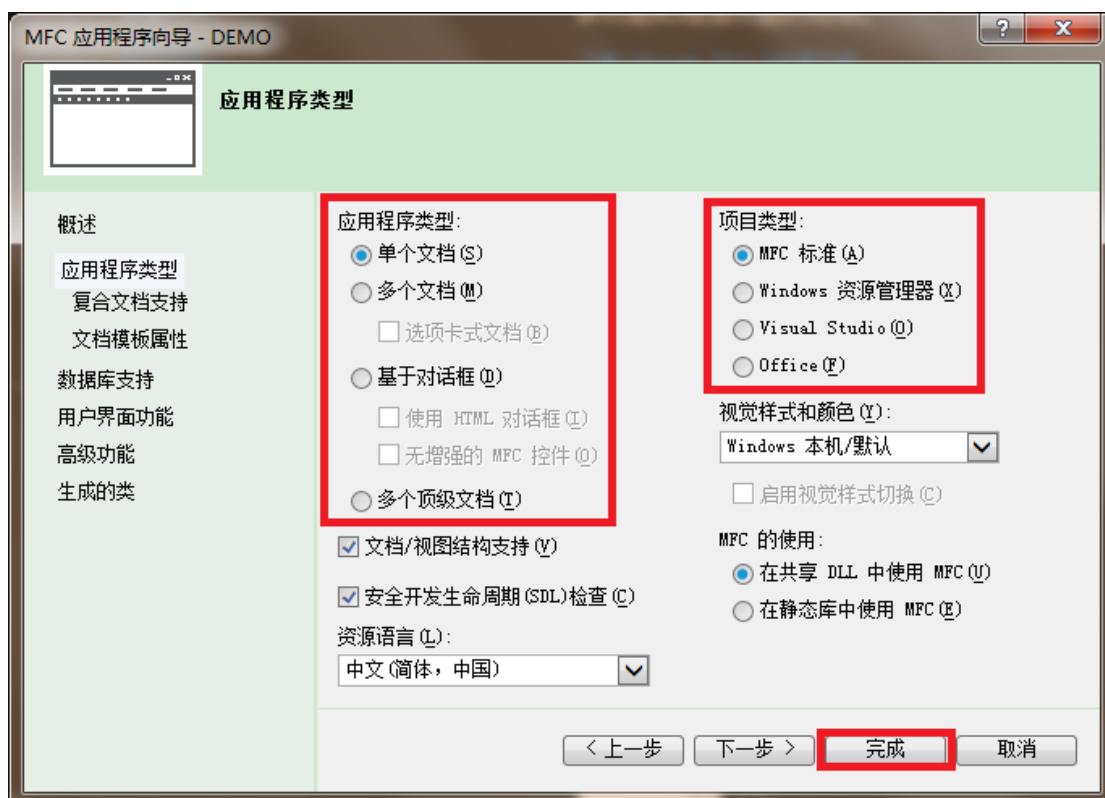 MFC 应用程序向导 - DEMO
应用程序类型
概述
应用程序类型
复合文档支持
文档模板属性
数据库支持
用户界面功能
高级功能
生成的类
应用程序类型:
单个文档(S)
多个文档(M)
选项卡式文档(B)
基于对话框(D)
使用 HTML 对话框(I)
无增强的 MFC 控件(O)
多个顶级文档(T)
文档/视图结构支持(V)
安全开发生命周期(SDL)检查(C)
资源语言(L):
中文(简体，中国)
项目类型:
MFC 标准(A)
Windows 资源管理器(X)
Visual Studio(O)
Office(F)
视觉样式和颜色(Y):
Windows 本机/默认
启用视觉样式切换(C)
MFC 的使用:
在共享 DLL 中使用 MFC(U)
在静态库中使用 MFC(E)
< 上一步
下一步 >
完成
取消